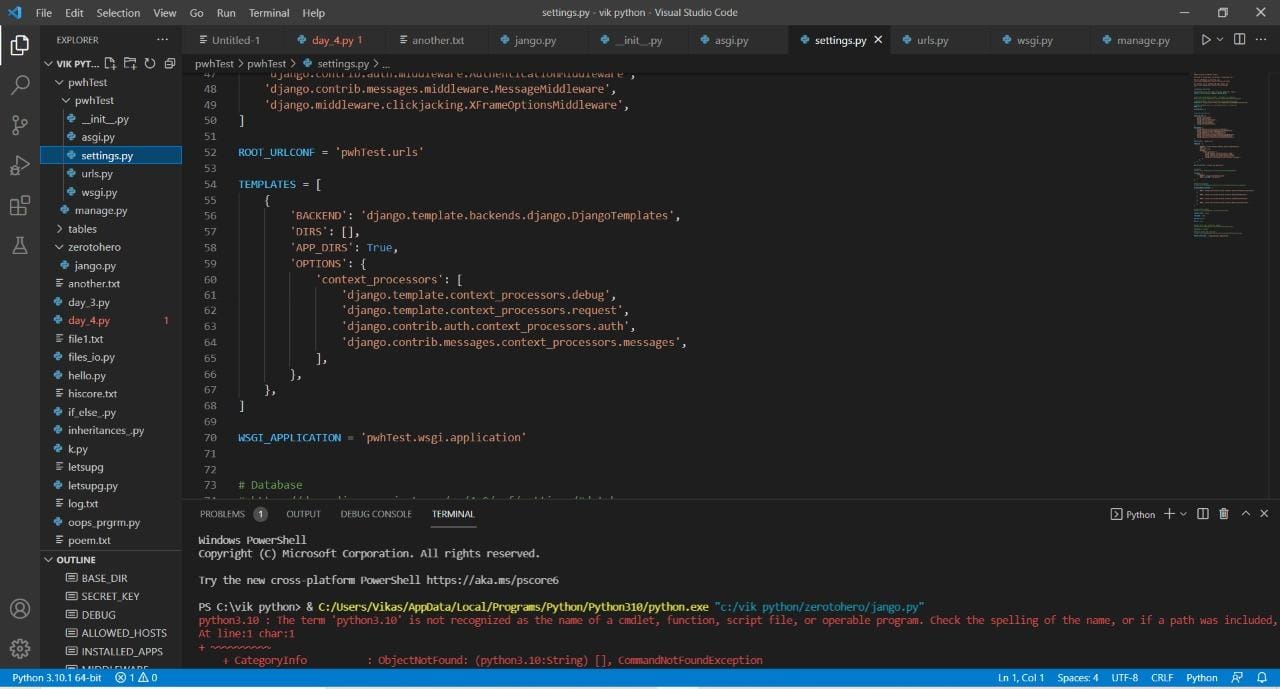 File Edit Selection View Go Run Terminal Help
settings.py - vik python - Visual Studio Code
EXPLORER
Untitled-1
day_4.py 1
another.txt
jango.py
__init__.py
asgi.py
settings.py
urls.py
wsgi.py
manage.py
VIK PYT...
pwhTest > pwhTest > settings.py > ...
pwhTest
pwhTest
__init__.py
asgi.py
settings.py
urls.py
wsgi.py
manage.py
tables
zerotohero
jango.py
another.txt
day_3.py
day_4.py 1
file1.txt
files_io.py
hello.py
hiscore.txt
if_else_.py
inheritances_.py
k.py
letsupg
letsupg.py
log.txt
oops_prgrm.py
poem.txt
OUTLINE
BASE_DIR
SECRET_KEY
DEBUG
ALLOWED_HOSTS
INSTALLED_APPS
MIDDLEWARE
47 'django.contrib.auth.middleware.AuthenticationMiddleware',
48 'django.contrib.messages.middleware.MessageMiddleware',
49 'django.middleware.clickjacking.XFrameOptionsMiddleware',
50 ]
51
52 ROOT_URLCONF = 'pwhTest.urls'
53
54 TEMPLATES = [
55 {
56 'BACKEND': 'django.template.backends.django.DjangoTemplates',
57 'DIRS': [],
58 'APP_DIRS': True,
59 'OPTIONS': {
60 'context_processors': [
61 'django.template.context_processors.debug',
62 'django.template.context_processors.request',
63 'django.contrib.auth.context_processors.auth',
64 'django.contrib.messages.context_processors.messages',
65 ],
66 },
67 },
68 ]
69
70 WSGI_APPLICATION = 'pwhTest.wsgi.application'
71
72
73 # Database
PROBLEMS 1 OUTPUT DEBUG CONSOLE TERMINAL
Python
Windows PowerShell
Copyright (C) Microsoft Corporation. All rights reserved.
Try the new cross-platform PowerShell https://aka.ms/pscore6
PS C:\vik python> & C:/Users/Vikas/AppData/Local/Programs/Python/Python310/python.exe "c:/vik python/zerotohero/jango.py"
python3.10 : The term 'python3.10' is not recognized as the name of a cmdlet, function, script file, or operable program. Check the spelling of the name, or if a path was included,
At line:1 char:1
+ ~~~~~~~~~~
+ CategoryInfo : ObjectNotFound: (python3.10:String) [], CommandNotFoundException
Python 3.10.1 64-bit 1 0
Ln 1, Col 1 Spaces: 4 UTF-8 CRLF Python